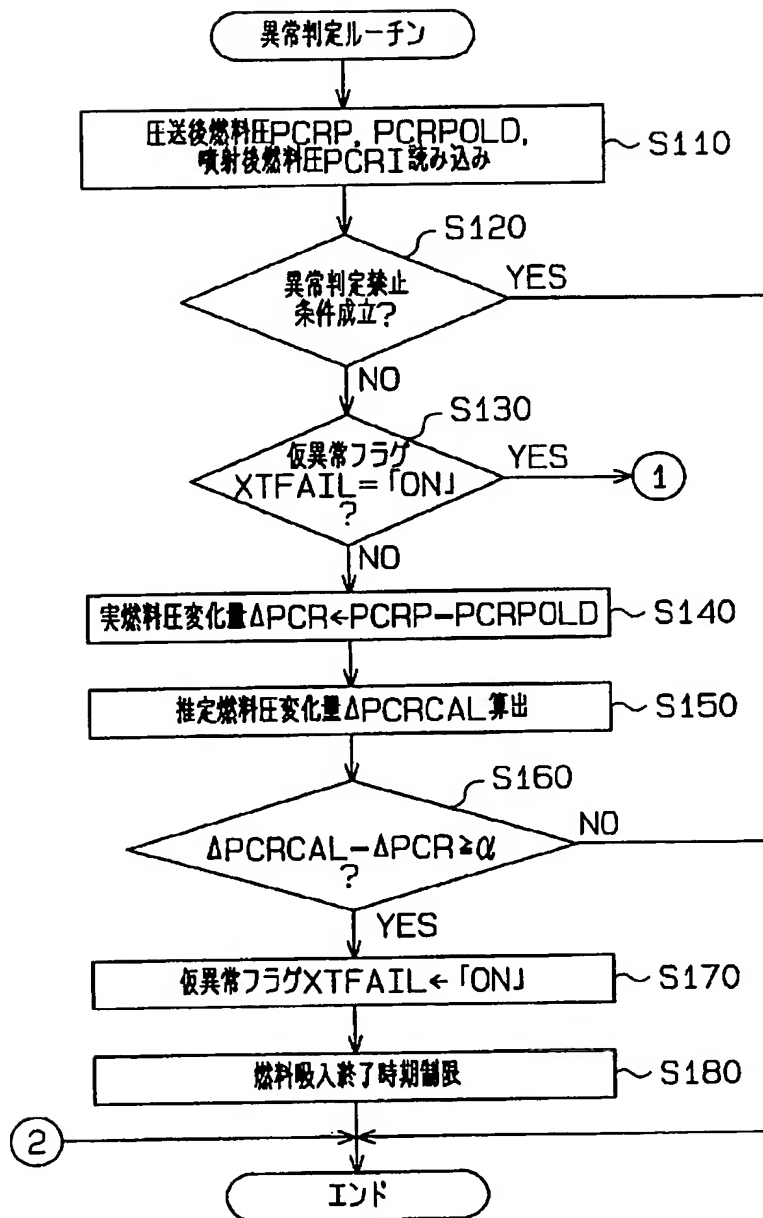 異常判定ルーチン
圧送後燃料圧PCRP, PCRPOLD,
噴射後燃料圧PCRI読み込み
S110
S120
異常判定禁止
条件成立?
YES
NO
S130
仮異常フラグ
XTFAIL=「ON」
?
YES
1
NO
実燃料圧変化量ΔPCR←PCRP−PCRPOLD
S140
推定燃料圧変化量ΔPCRCAL算出
S150
S160
ΔPCRCAL−ΔPCR≧α
?
NO
YES
仮異常フラグXTFAIL←「ON」
S170
燃料吸入終了時期制限
S180
2
エンド